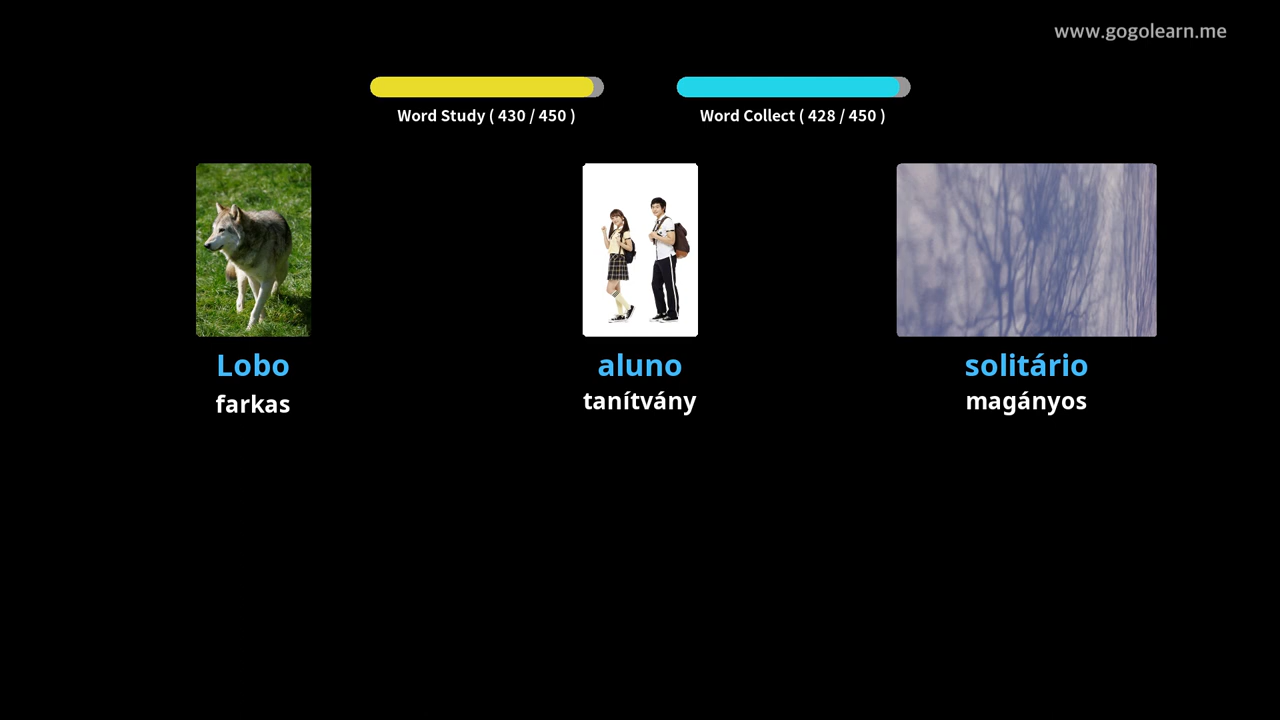 www.gogolearn.me
Word Study ( 430 / 450 )
Word Collect ( 428 / 450 )
Lobo
farkas
aluno
tanítvány
solitário
magányos